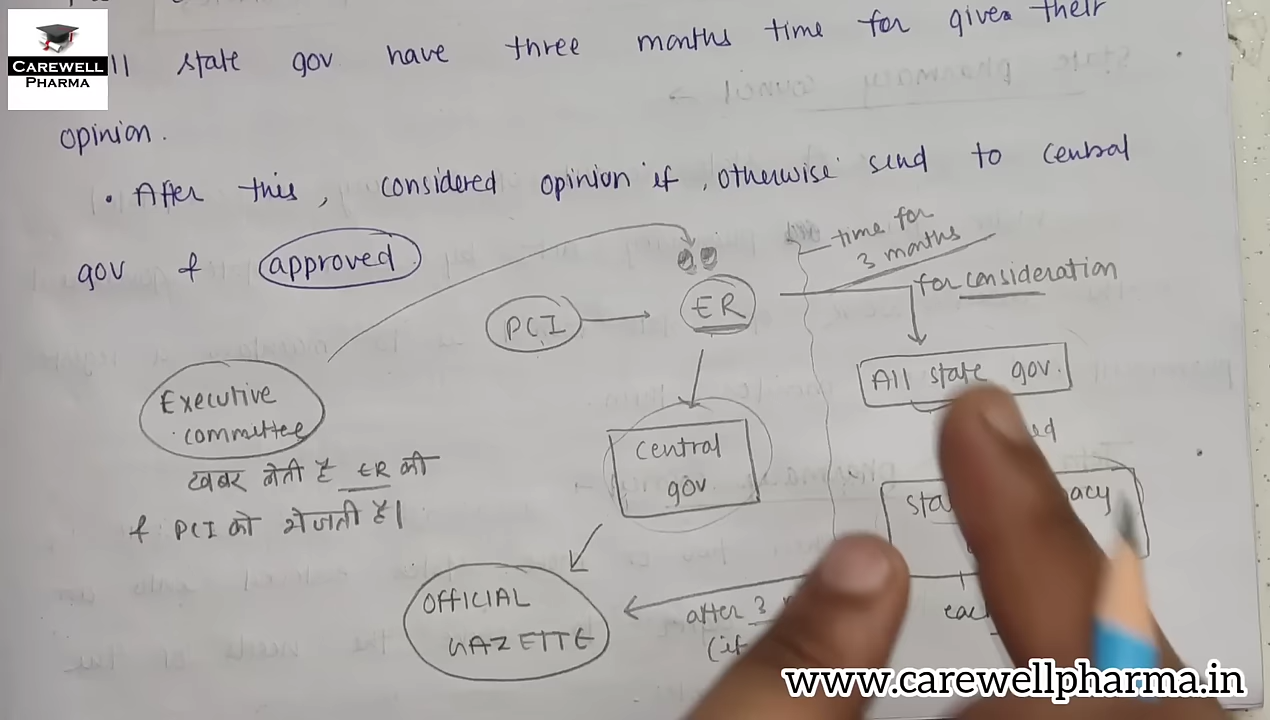 CAREWELL
PHARMA
All state gov have three months time for given their
opinion.
• After this, considered opinion if, otherwise send to central
gov & approved
time for
3 months
for consideration
PCI
ER
All state gov.
Executive
committee
central
gov
खबर लेती है ER की
& PCI को भेजती है।
OFFICIAL
GAZETTE
after 3
(if
www.carewellpharma.in